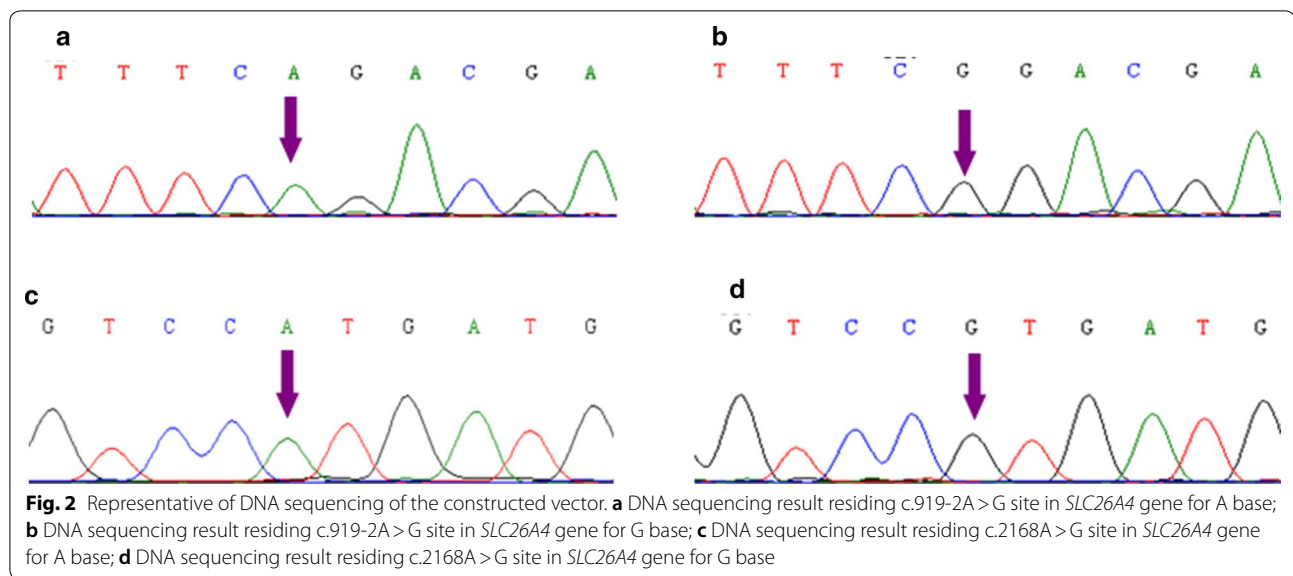 a
T T T C A G A C G A
b
T T T C G G A C G A
c
G T C C A T G A T G
d
G T C C G T G A T G
Fig. 2 Representative of DNA sequencing of the constructed vector. a DNA sequencing result residing c.919-2A > G site in SLC26A4 gene for A base;
b DNA sequencing result residing c.919-2A > G site in SLC26A4 gene for G base; c DNA sequencing result residing c.2168A > G site in SLC26A4 gene
for A base; d DNA sequencing result residing c.2168A > G site in SLC26A4 gene for G base